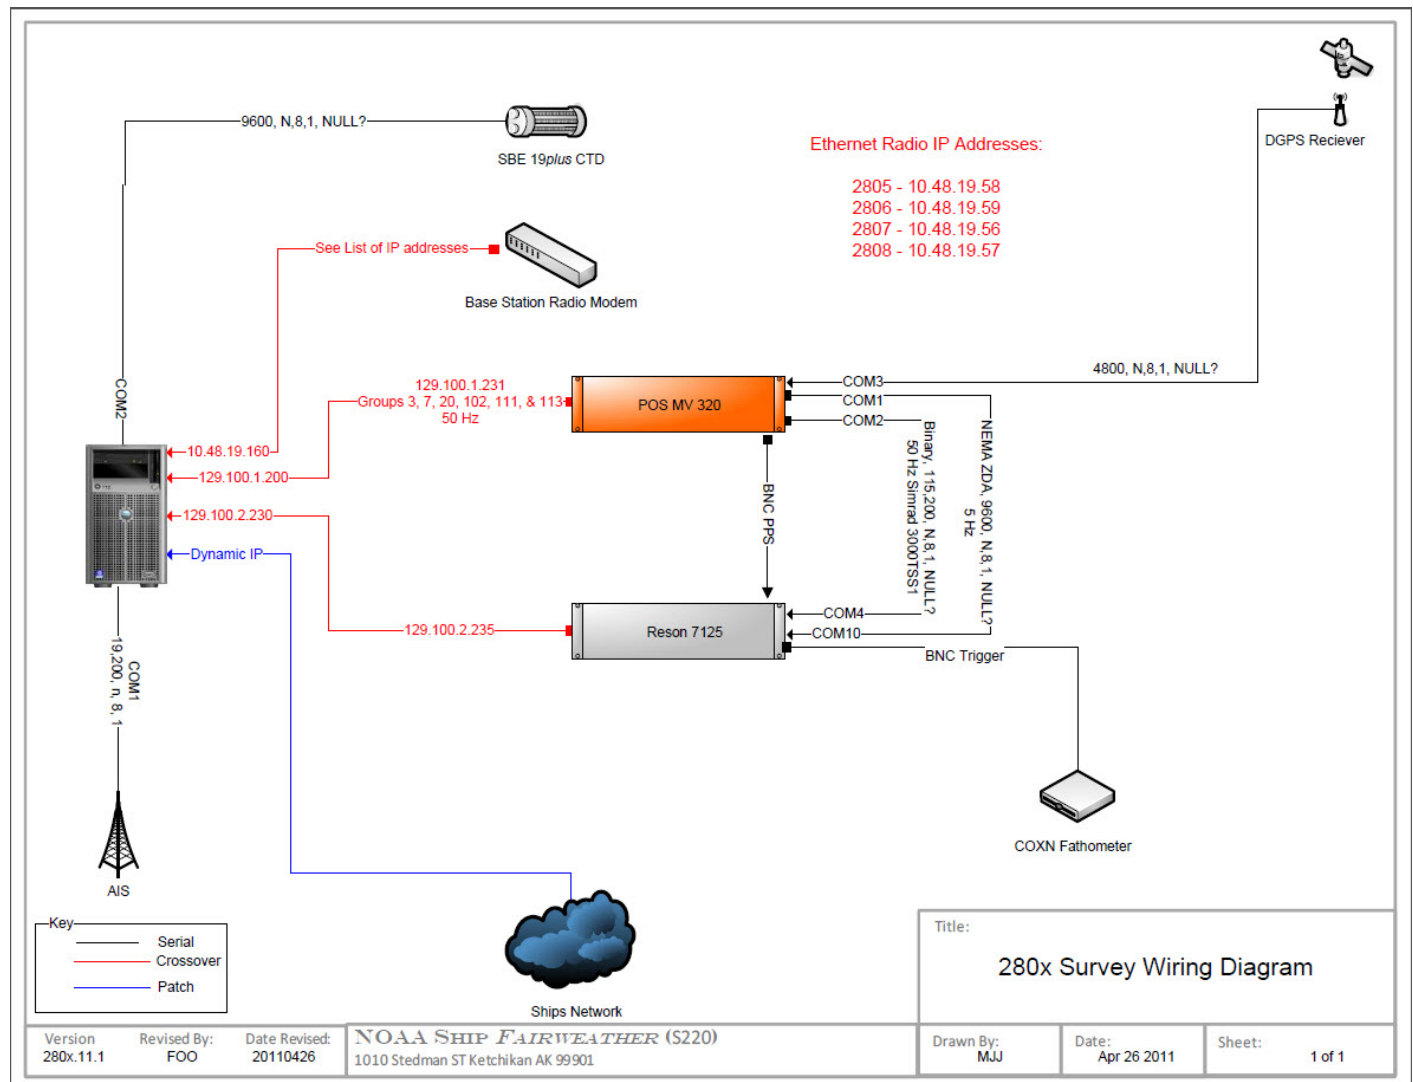 9600, N,8,1, NULL?
SBE 19plus CTD
DGPS Reciever
Ethernet Radio IP Addresses:
2805 - 10.48.19.58
2806 - 10.48.19.59
2807 - 10.48.19.56
2808 - 10.48.19.57
See List of IP addresses
Base Station Radio Modem
4800, N,8,1, NULL?
COM2
129.100.1.231
Groups 3, 7, 20, 102, 111, & 113
50 Hz
POS MV 320
COM3
COM1
COM2
10.48.19.160
129.100.1.200
129.100.2.230
Dynamic IP
BNC PPS
Binary, 115,200, N,8,1, NULL?
50 Hz Simrad 3000TSS1
NEMA ZDA, 9600, N,8,1, NULL?
5 Hz
129.100.2.235
Reson 7125
COM4
COM10
BNC Trigger
COM1
19,200, n, 8, 1
COXN Fathometer
AIS
Key
Serial
Crossover
Patch
Ships Network
Title:
280x Survey Wiring Diagram
Version
280x.11.1
Revised By:
FOO
Date Revised:
20110426
NOAA SHIP FAIRWEATHER (S220)
1010 Stedman ST Ketchikan AK 99901
Drawn By:
MJJ
Date:
Apr 26 2011
Sheet:
1 of 1